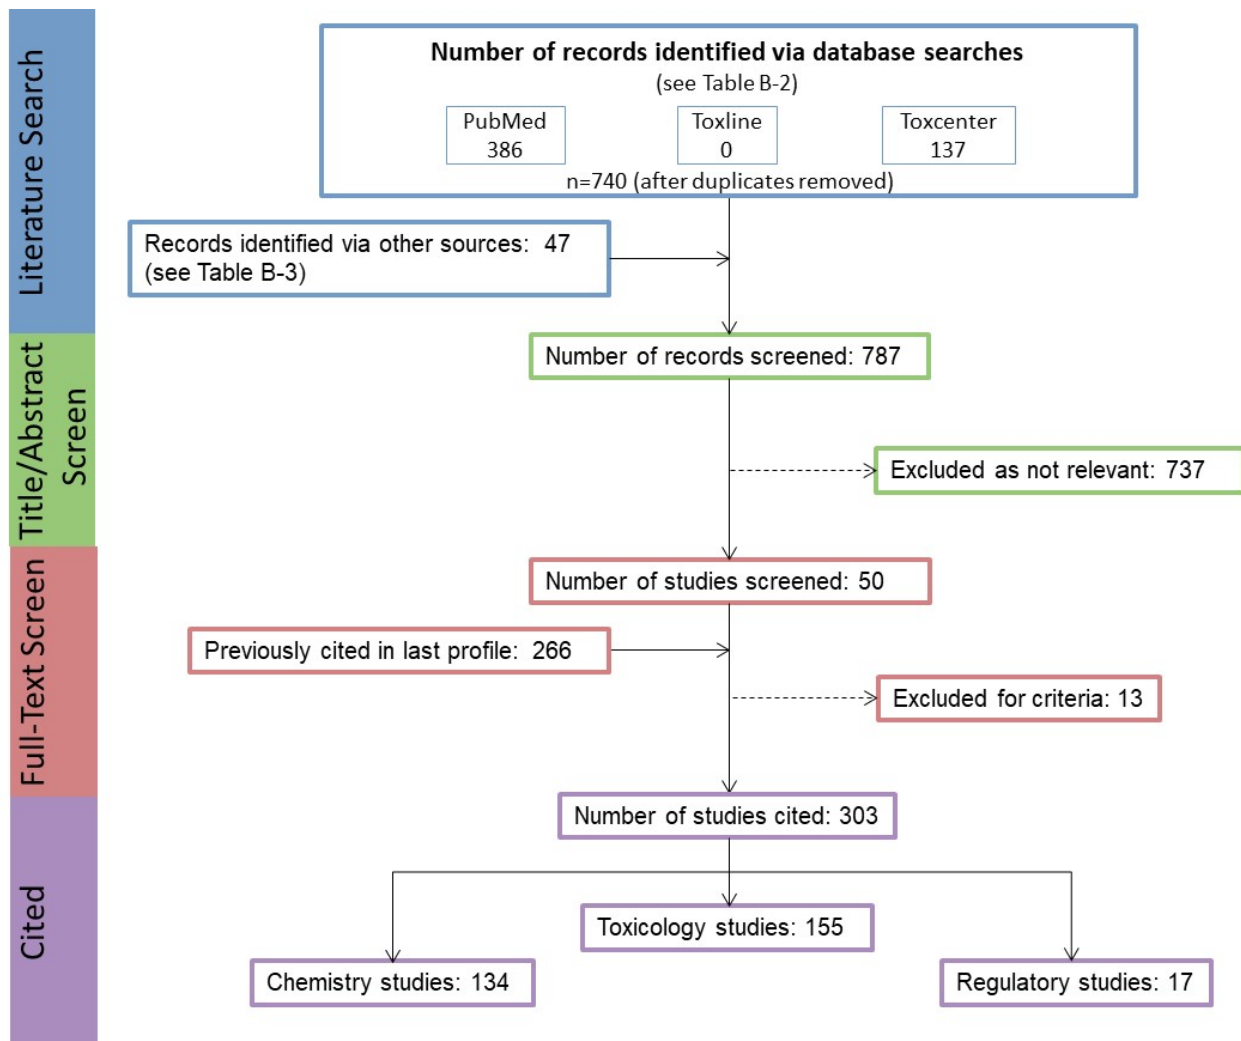 Literature Search
Number of records identified via database searches
(see Table B-2)
PubMed
386
Toxline
0
Toxcenter
137
n=740 (after duplicates removed)
Records identified via other sources: 47
(see Table B-3)
Title/Abstract
Screen
Number of records screened: 787
Excluded as not relevant: 737
Full-Text Screen
Number of studies screened: 50
Previously cited in last profile: 266
Excluded for criteria: 13
Cited
Number of studies cited: 303
Toxicology studies: 155
Chemistry studies: 134
Regulatory studies: 17